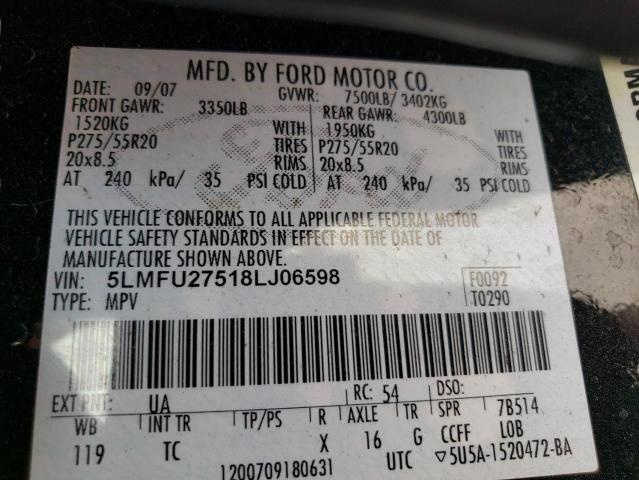 MFD. BY FORD MOTOR CO.
DATE: 09/07 GVWR: 7500LB/ 3402KG
FRONT GAWR: 3350LB REAR GAWR: 4300LB
1520KG WITH 1950KG WITH
P275/55R20 TIRES P275/55R20 TIRES
20x8.5 RIMS 20x8.5 RIMS
AT 240 kPa/ 35 PSI COLD AT 240 kPa/ 35 PSI COLD
THIS VEHICLE CONFORMS TO ALL APPLICABLE FEDERAL MOTOR
VEHICLE SAFETY STANDARDS IN EFFECT ON THE DATE OF
MANUFACTURE SHOWN ABOVE.
VIN: 5LMFU27518LJ06598 F0092
TYPE: MPV T0290
EXT PNT: UA RC: 54 DSO:
WB INT TR TP/PS R AXLE TR SPR 7B514
119 TC X 16 G CCFF LOB
1200709180631 UTC ▽5U5A-1520472-BA